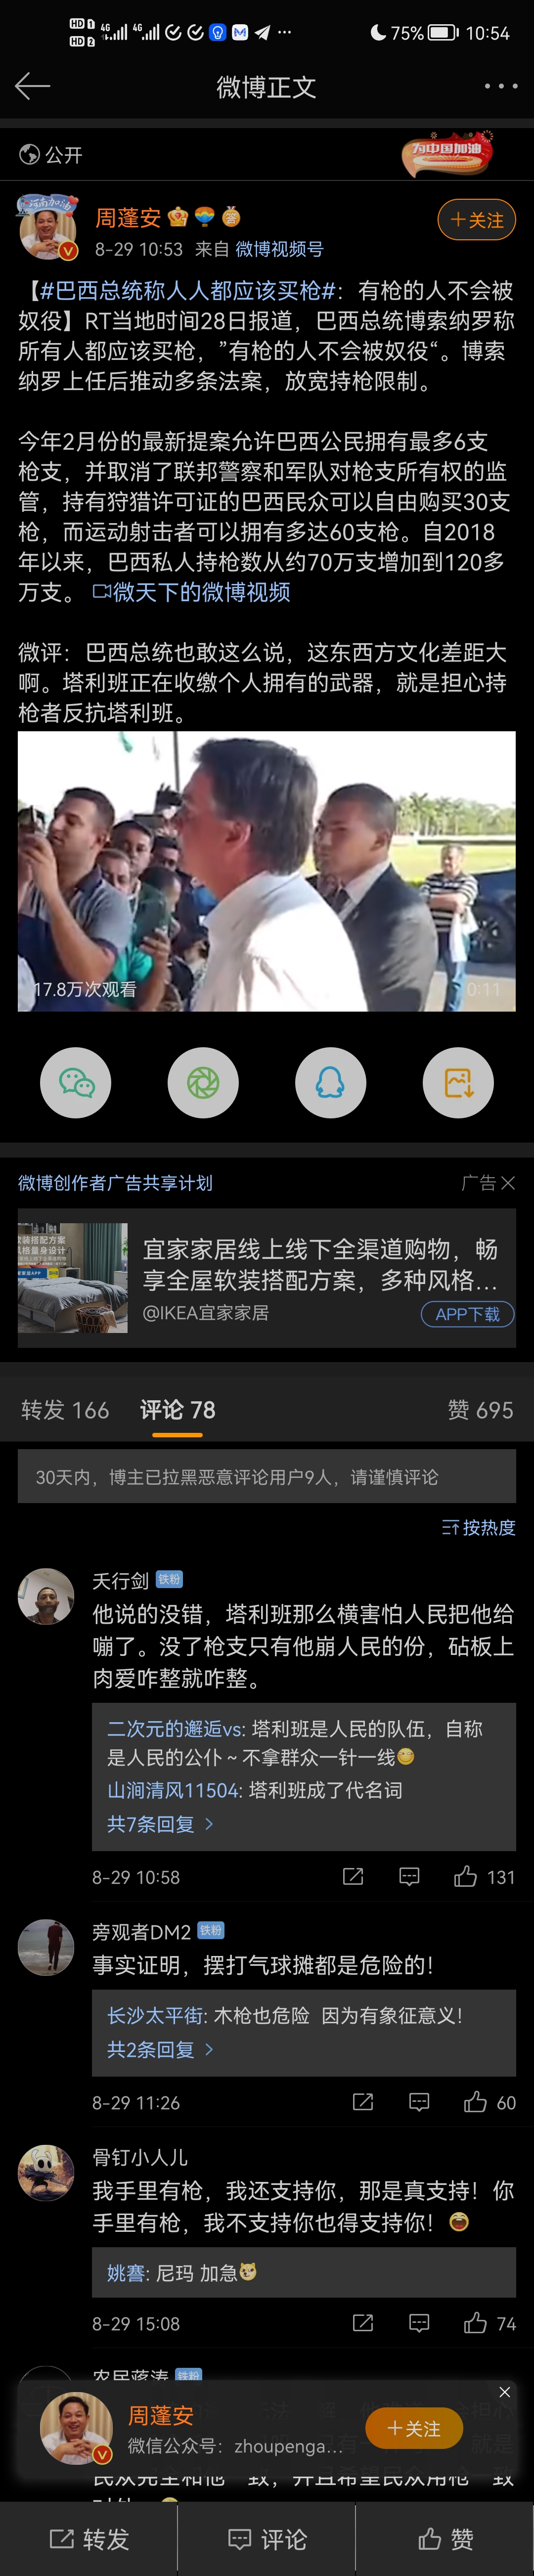 HD 1 4G 4G 75% 10:54
HD 2
微博正文
公开
为中国加油
河南加油
周蓬安
答
+关注
8-29 10:53 来自 微博视频号
【#巴西总统称人人都应该买枪#：有枪的人不会被
奴役】RT当地时间28日报道，巴西总统博索纳罗称
所有人都应该买枪，”有枪的人不会被奴役“。博索
纳罗上任后推动多条法案，放宽持枪限制。
今年2月份的最新提案允许巴西公民拥有最多6支
枪支，并取消了联邦警察和军队对枪支所有权的监
管，持有狩猎许可证的巴西民众可以自由购买30支
枪，而运动射击者可以拥有多达60支枪。自2018
年以来，巴西私人持枪数从约70万支增加到120多
万支。 微天下的微博视频
微评：巴西总统也敢这么说，这东西方文化差距大
啊。塔利班正在收缴个人拥有的武器，就是担心持
枪者反抗塔利班。
17.8万次观看
0:11
微博创作者广告共享计划
广告
宜家家居线上线下全渠道购物，畅
享全屋软装搭配方案，多种风格...
@IKEA宜家家居
APP下载
转发 166
评论 78
赞 695
30天内，博主已拉黑恶意评论用户9人，请谨慎评论
按热度
夭行剑 铁粉
他说的没错，塔利班那么横害怕人民把他给
嘣了。没了枪支只有他崩人民的份，砧板上
肉爱咋整就咋整。
二次元的邂逅vs: 塔利班是人民的队伍，自称
是人民的公仆～不拿群众一针一线
山涧清风11504: 塔利班成了代名词
共7条回复
8-29 10:58
131
旁观者DM2 铁粉
事实证明，摆打气球摊都是危险的！
长沙太平街: 木枪也危险 因为有象征意义！
共2条回复
8-29 11:26
60
骨钉小人儿
我手里有枪，我还支持你，那是真支持！你
手里有枪，我不支持你也得支持你！
姚謇: 尼玛 加急
8-29 15:08
74
农民蒋涛 铁粉
周蓬安
微信公众号：zhoupenga...
+关注
民众完全和他一致，并且希望民众用枪一致
转发
评论
赞